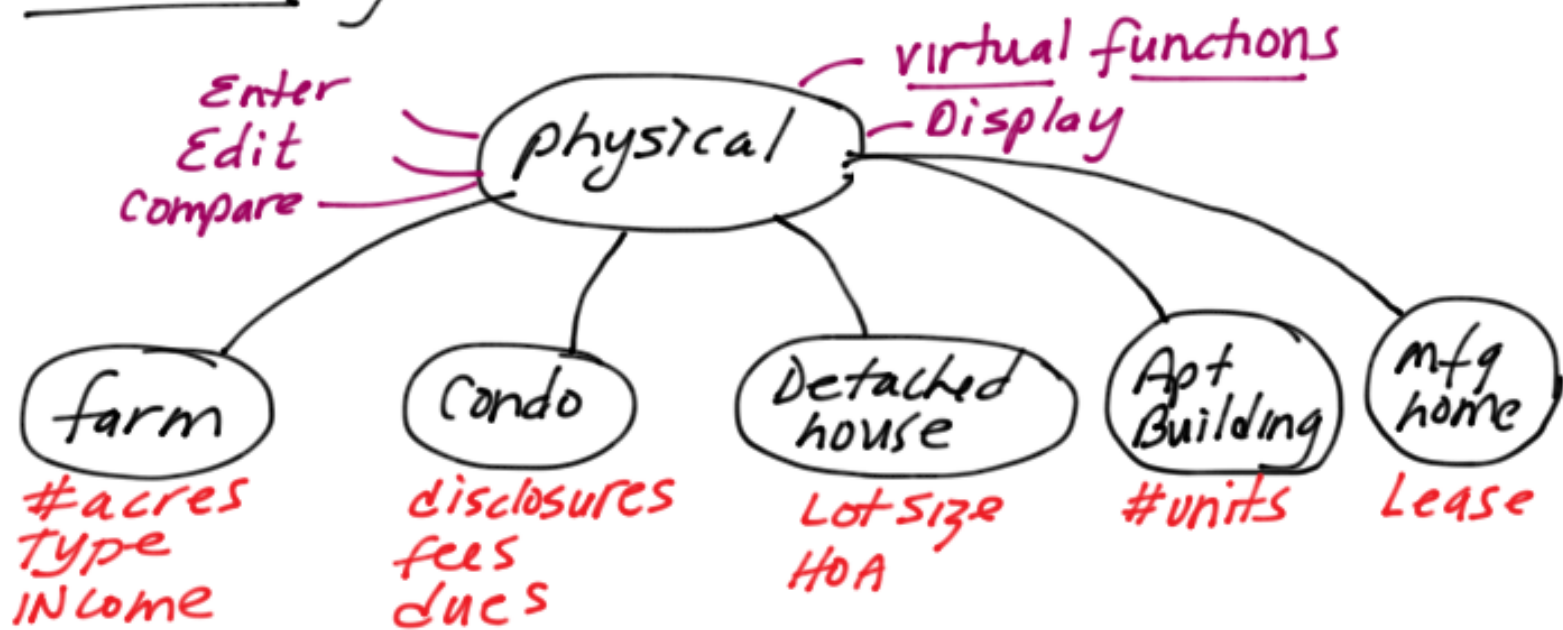 virtual functions
Enter
Display
Edit
physical
Compare
farm
Condo
Detached
house
Apt
Building
mfg
home
#acres
Type
INcome
disclosures
fees
dues
Lot Size
HOA
#units
Lease